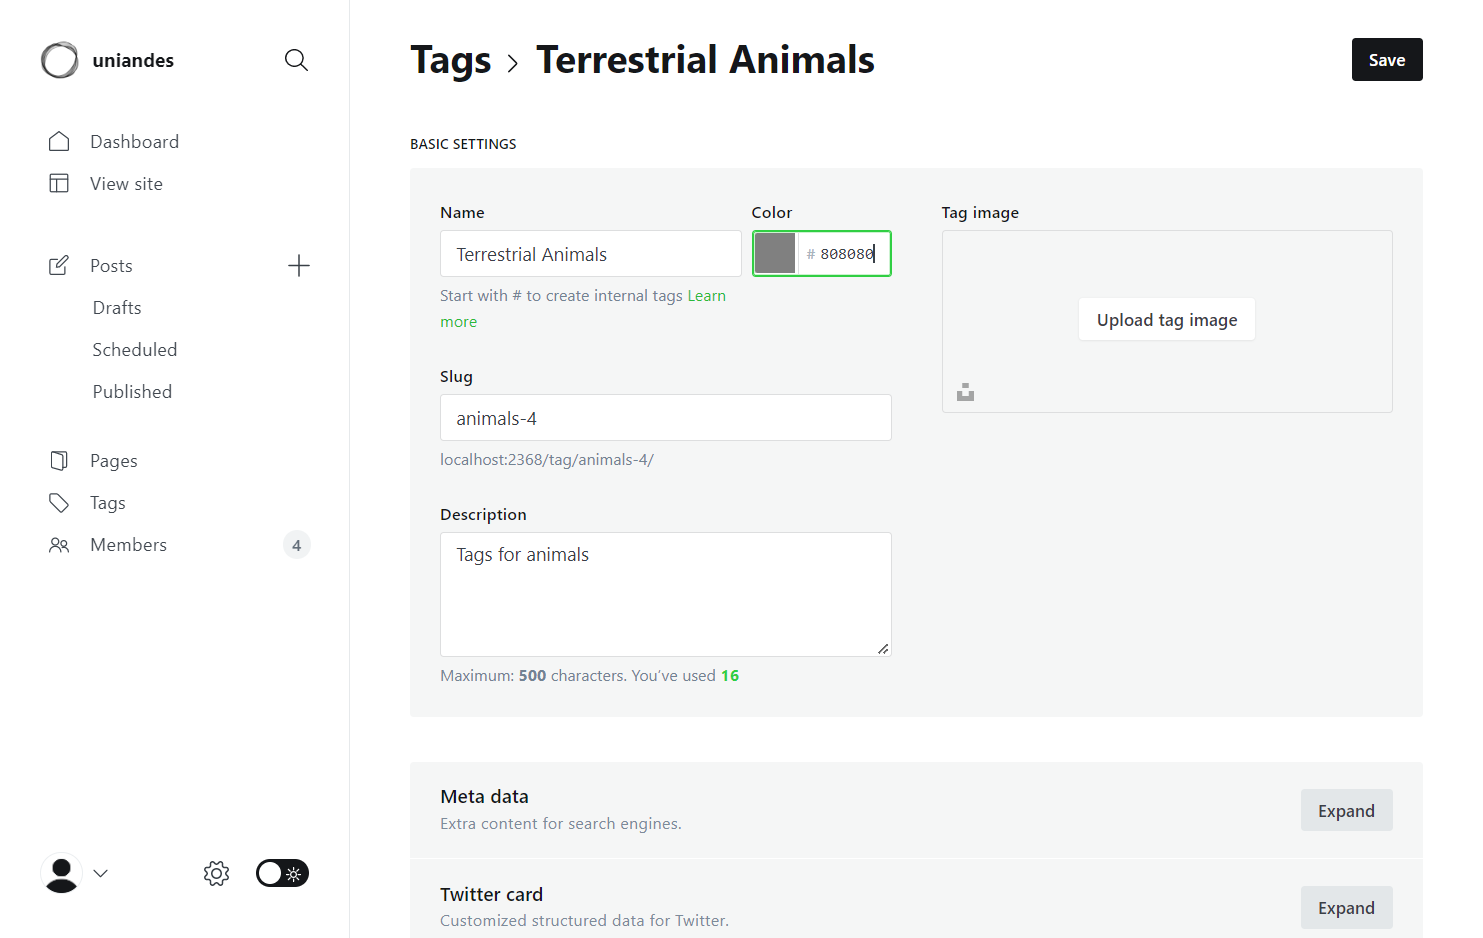 uniandes
Dashboard
View site
Posts
Drafts
Scheduled
Published
Pages
Tags
Members
4
Tags › Terrestrial Animals
Save
BASIC SETTINGS
Name
Color
Tag image
Terrestrial Animals
# 808080
Start with # to create internal tags Learn
more
Upload tag image
Slug
animals-4
localhost:2368/tag/animals-4/
Description
Tags for animals
Maximum: 500 characters. You've used 16
Meta data
Extra content for search engines.
Expand
Twitter card
Customized structured data for Twitter.
Expand